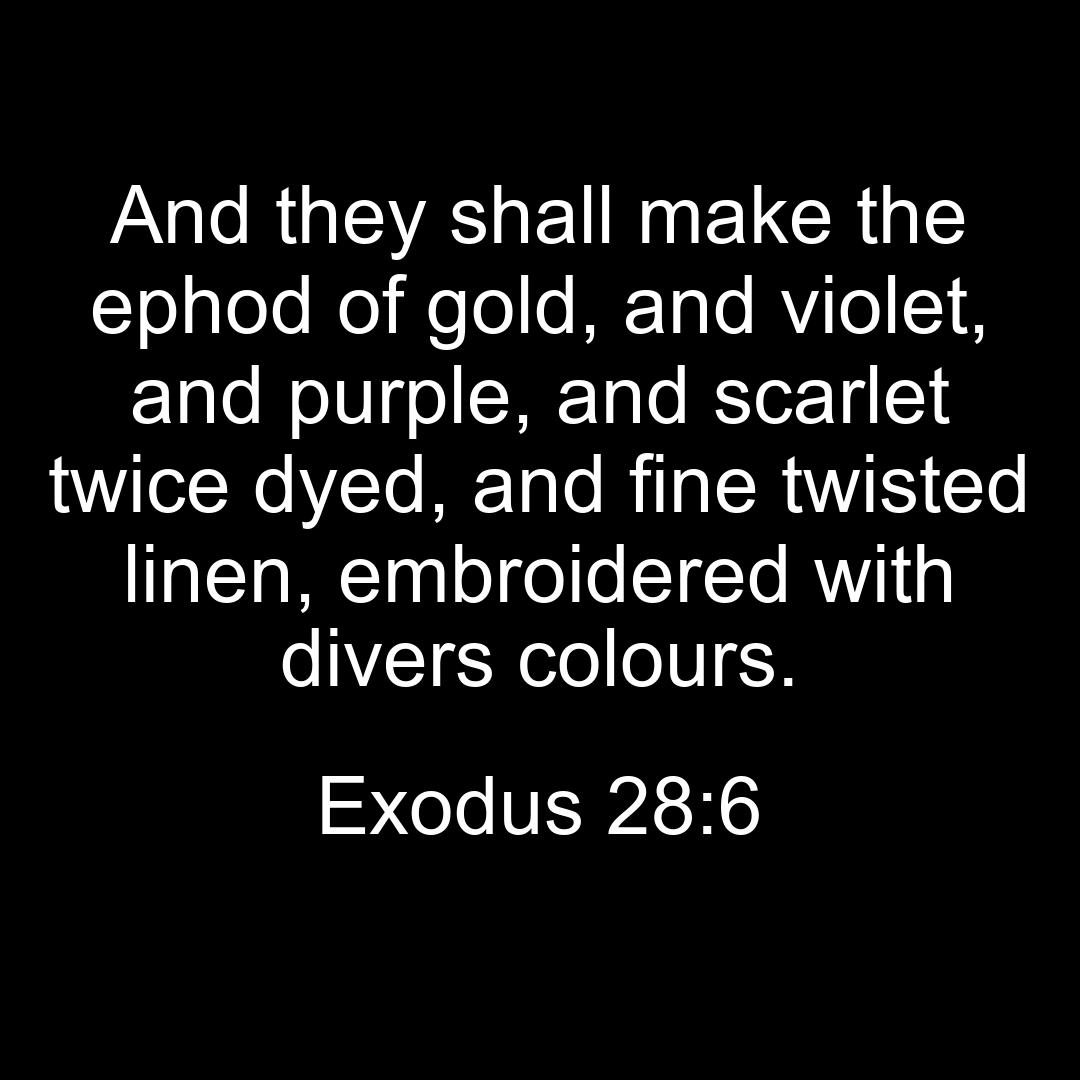 And they shall make the
ephod of gold, and violet,
and purple, and scarlet
twice dyed, and fine twisted
linen, embroidered with
divers colours.
Exodus 28:6